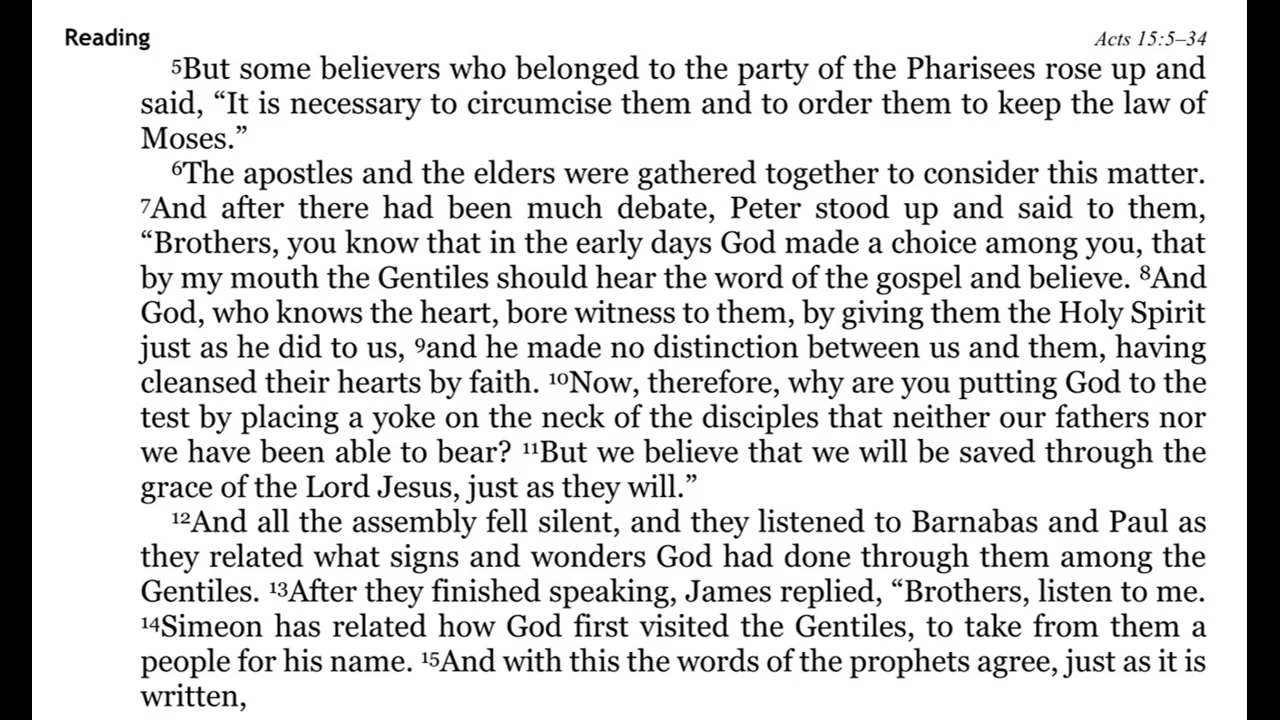 Reading
Acts 15:5–34
⁵But some believers who belonged to the party of the Pharisees rose up and
said, “It is necessary to circumcise them and to order them to keep the law of
Moses.”
⁶The apostles and the elders were gathered together to consider this matter.
⁷And after there had been much debate, Peter stood up and said to them,
“Brothers, you know that in the early days God made a choice among you, that
by my mouth the Gentiles should hear the word of the gospel and believe. ⁸And
God, who knows the heart, bore witness to them, by giving them the Holy Spirit
just as he did to us, ⁹and he made no distinction between us and them, having
cleansed their hearts by faith. ¹⁰Now, therefore, why are you putting God to the
test by placing a yoke on the neck of the disciples that neither our fathers nor
we have been able to bear? ¹¹But we believe that we will be saved through the
grace of the Lord Jesus, just as they will.”
¹²And all the assembly fell silent, and they listened to Barnabas and Paul as
they related what signs and wonders God had done through them among the
Gentiles. ¹³After they finished speaking, James replied, “Brothers, listen to me.
¹⁴Simeon has related how God first visited the Gentiles, to take from them a
people for his name. ¹⁵And with this the words of the prophets agree, just as it is
written,